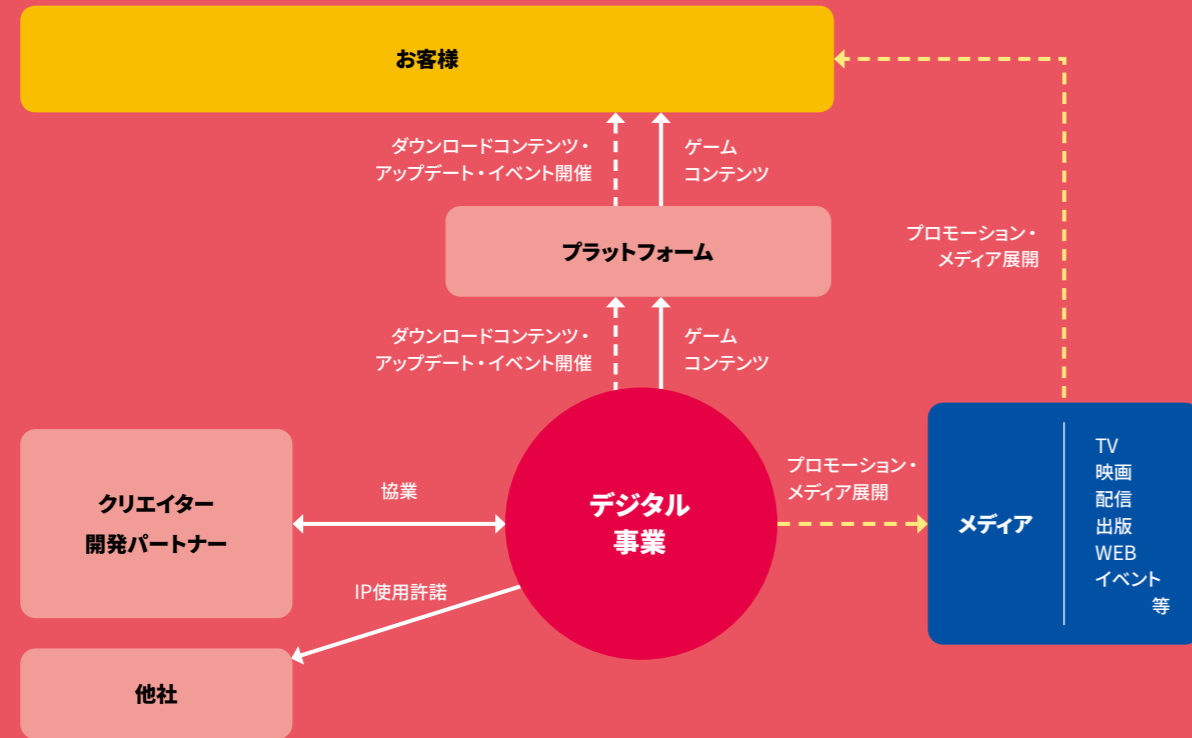 お客様
ダウンロードコンテンツ・
アップデート・イベント開催
ゲーム
コンテンツ
プロモーション・
メディア展開
プラットフォーム
ダウンロードコンテンツ・
アップデート・イベント開催
ゲーム
コンテンツ
クリエイター
開発パートナー
協業
デジタル
事業
プロモーション・
メディア展開
メディア
TV
映画
配信
出版
WEB
イベント
等
IP使用許諾
他社